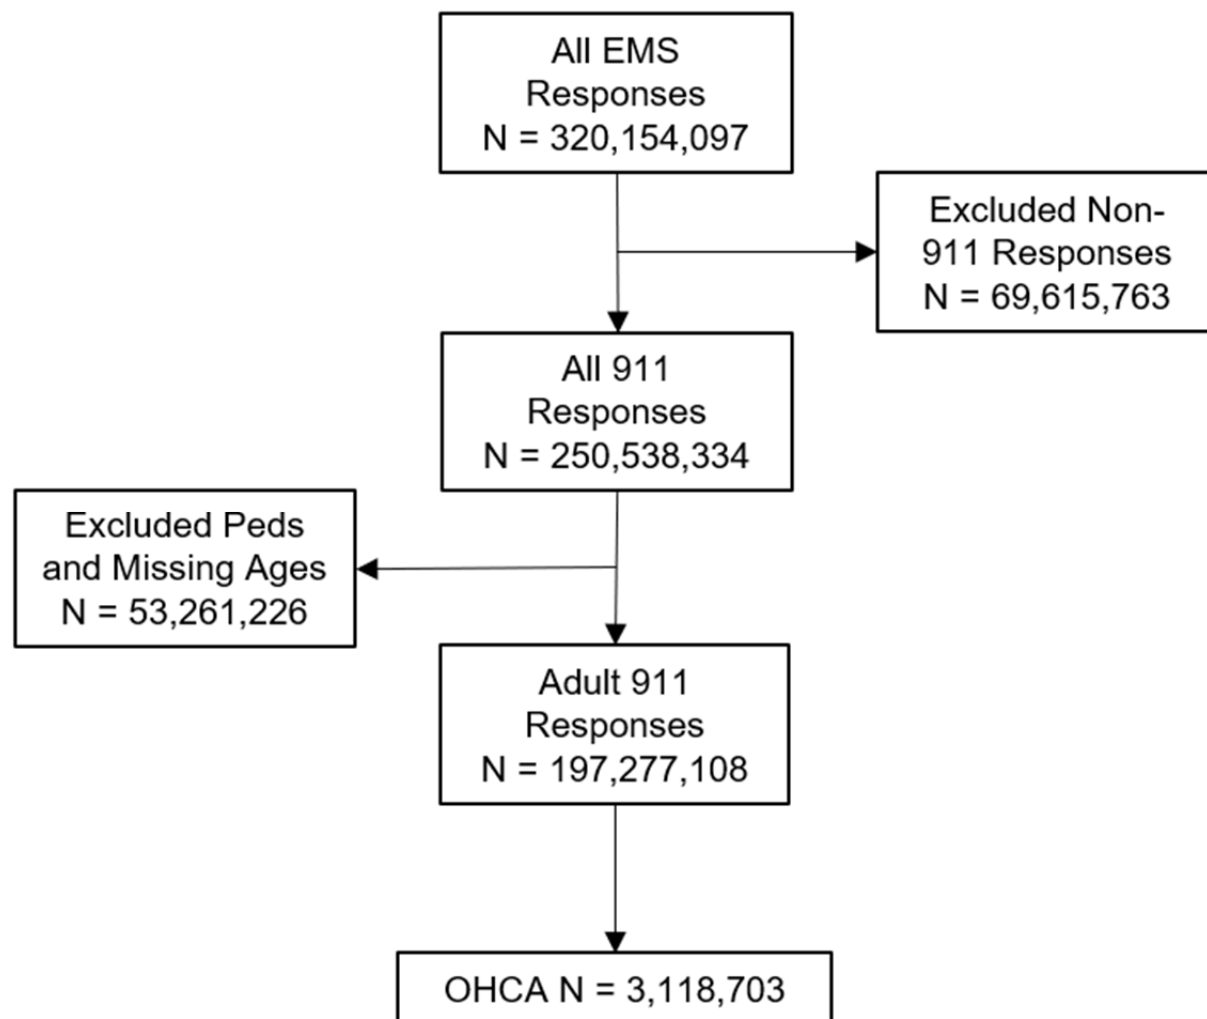 All EMS
Responses
N = 320,154,097
Excluded Non-
911 Responses
N = 69,615,763
All 911
Responses
N = 250,538,334
Excluded Peds
and Missing Ages
N = 53,261,226
Adult 911
Responses
N = 197,277,108
OHCA N = 3,118,703